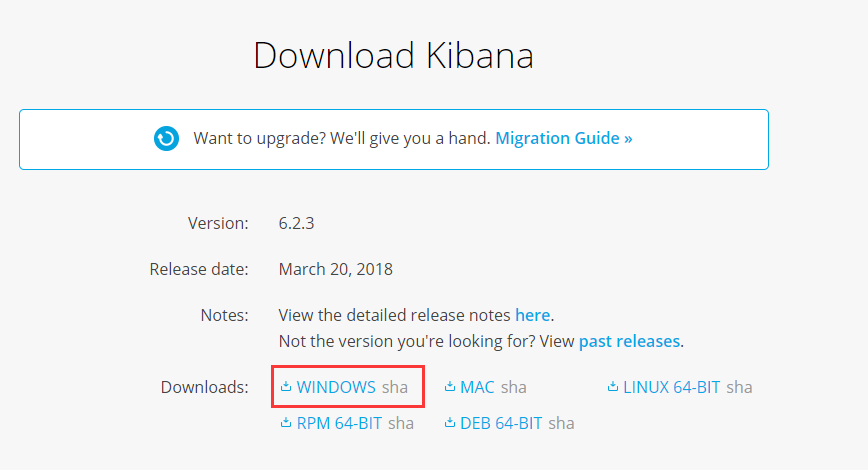 Download Kibana
Want to upgrade? We'll give you a hand. Migration Guide »
Version: 6.2.3
Release date: March 20, 2018
Notes: View the detailed release notes here.
Not the version you're looking for? View past releases.
Downloads: WINDOWS sha MAC sha LINUX 64-BIT sha
RPM 64-BIT sha DEB 64-BIT sha